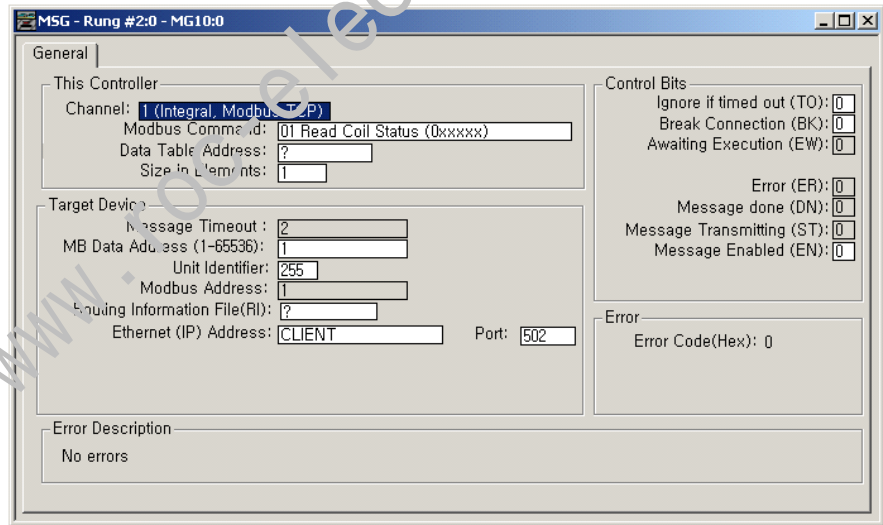 MSG - Rung #2:0 - MG10:0
General
This Controller
Channel: 1 (Integral, Modbus TCP)
Modbus Command: 01 Read Coil Status (0xxxxx)
Data Table Address: ?
Size in Elements: 1
Target Device
Message Timeout : 2
MB Data Address (1-65536): 1
Unit Identifier: 255
Modbus Address: 1
Routing Information File(RI): ?
Ethernet (IP) Address: CLIENT Port: 502
Control Bits
Ignore if timed out (TO): 0
Break Connection (BK): 0
Awaiting Execution (EW): 0
Error (ER): 0
Message done (DN): 0
Message Transmitting (ST): 0
Message Enabled (EN): 0
Error
Error Code(Hex): 0
Error Description
No errors
www.roc-elec